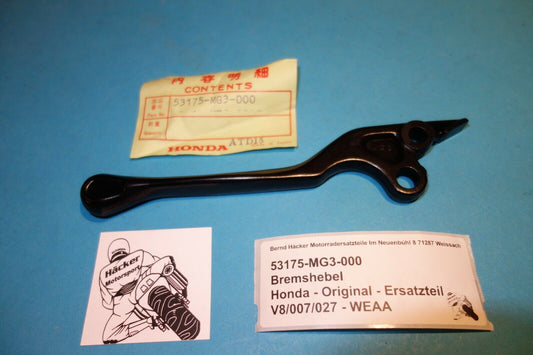 内容明細
CONTENTS
53175-MG3-000
HONDA ATD13
Häcker
Motorsport
Bernd Häcker Motorradersatzteile Im Neuenbühl 8 71287 Weissach
53175-MG3-000
Bremshebel
Honda - Original - Ersatzteil
V8/007/027 - WEAA